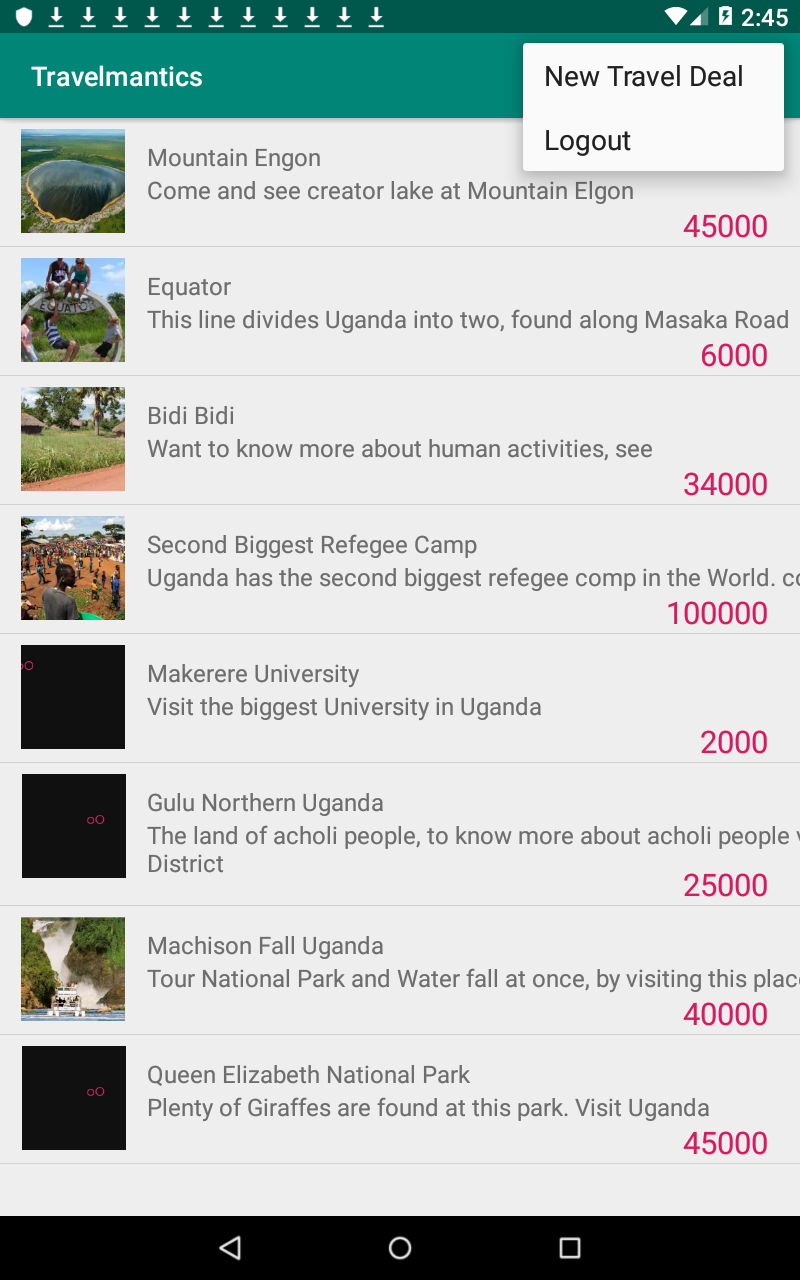 2:45
Travelmantics
New Travel Deal
Logout
Mountain Engon
Come and see creator lake at Mountain Elgon
45000
EQUATOR
Equator
This line divides Uganda into two, found along Masaka Road
6000
Bidi Bidi
Want to know more about human activities, see
34000
Second Biggest Refegee Camp
Uganda has the second biggest refegee comp in the World. co
100000
oO
Makerere University
Visit the biggest University in Uganda
2000
oO
Gulu Northern Uganda
The land of acholi people, to know more about acholi people
District
25000
Machison Fall Uganda
Tour National Park and Water fall at once, by visiting this plac
40000
oO
Queen Elizabeth National Park
Plenty of Giraffes are found at this park. Visit Uganda
45000